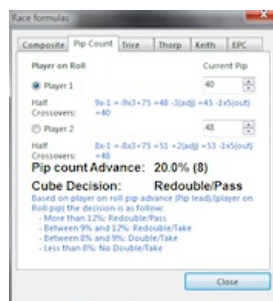 Race formulas
Composite Pip Count Trice Thorp Keith EPC
Player on Roll Current Pip
Player 1 40
Half Crossovers: 9x-1 =-9x3+75 =48 -3(adj) =45 -1x5(out) =40
Player 2 48
Half Crossovers: 8x-1 =-8x3+75 =51 +2(adj) =53 -1x5(out) =48
Pip count Advance: 20.0% (8)
Cube Decision: Redouble/Pass
Based on player on roll pip advance (Pip lead)/(player on Roll pip) the decision is as follow:
- More than 12%: Redouble/Pass
- Between 9% and 12%: Redouble/Take
- Between 8% and 9%: Double/Take
- Less than 8%: No Double/Take
Close